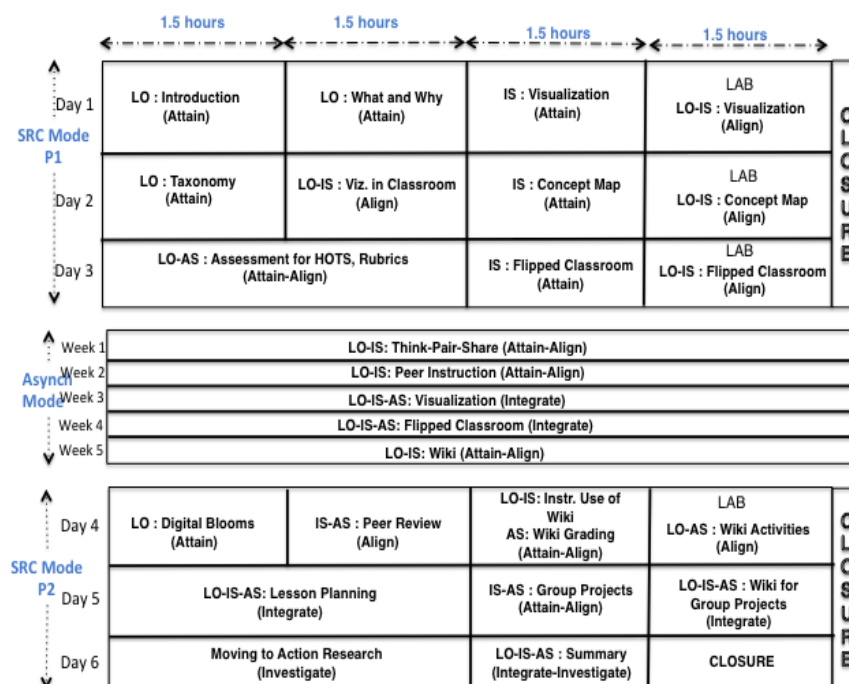 1.5 hours 1.5 hours 1.5 hours 1.5 hours
SRC Mode
P1
Day 1
LO : Introduction
(Attain)
LO : What and Why
(Attain)
IS : Visualization
(Attain)
LAB
LO-IS : Visualization
(Align)
Day 2
LO : Taxonomy
(Attain)
LO-IS : Viz. in Classroom
(Align)
IS : Concept Map
(Attain)
LAB
LO-IS : Concept Map
(Align)
Day 3
LO-AS : Assessment for HOTS, Rubrics
(Attain-Align)
IS : Flipped Classroom
(Attain)
LAB
LO-IS : Flipped Classroom
(Align)
CLOSURE
Asynch
Mode
Week 1
LO-IS: Think-Pair-Share (Attain-Align)
Week 2
LO-IS: Peer Instruction (Attain-Align)
Week 3
LO-IS-AS: Visualization (Integrate)
Week 4
LO-IS-AS: Flipped Classroom (Integrate)
Week 5
LO-IS: Wiki (Attain-Align)
SRC Mode
P2
Day 4
LO : Digital Blooms
(Attain)
IS-AS : Peer Review
(Align)
LO-IS: Instr. Use of
Wiki
AS: Wiki Grading
(Attain-Align)
LAB
LO-AS : Wiki Activities
(Align)
Day 5
LO-IS-AS: Lesson Planning
(Integrate)
IS-AS : Group Projects
(Attain-Align)
LO-IS-AS : Wiki for
Group Projects
(Integrate)
Day 6
Moving to Action Research
(Investigate)
LO-IS-AS : Summary
(Integrate-Investigate)
CLOSURE
CLOSURE